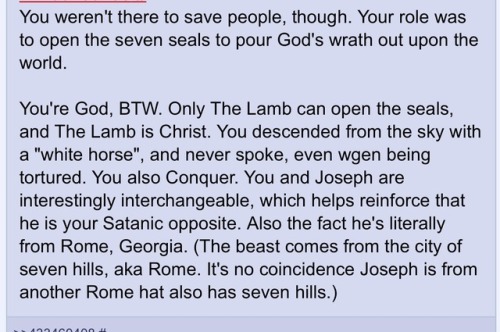 You weren't there to save people, though. Your role was
to open the seven seals to pour God's wrath out upon the
world.
You're God, BTW. Only The Lamb can open the seals,
and The Lamb is Christ. You descended from the sky with
a "white horse", and never spoke, even wgen being
tortured. You also Conquer. You and Joseph are
interestingly interchangeable, which helps reinforce that
he is your Satanic opposite. Also the fact he's literally
from Rome, Georgia. (The beast comes from the city of
seven hills, aka Rome. It's no coincidence Joseph is from
another Rome hat also has seven hills.)